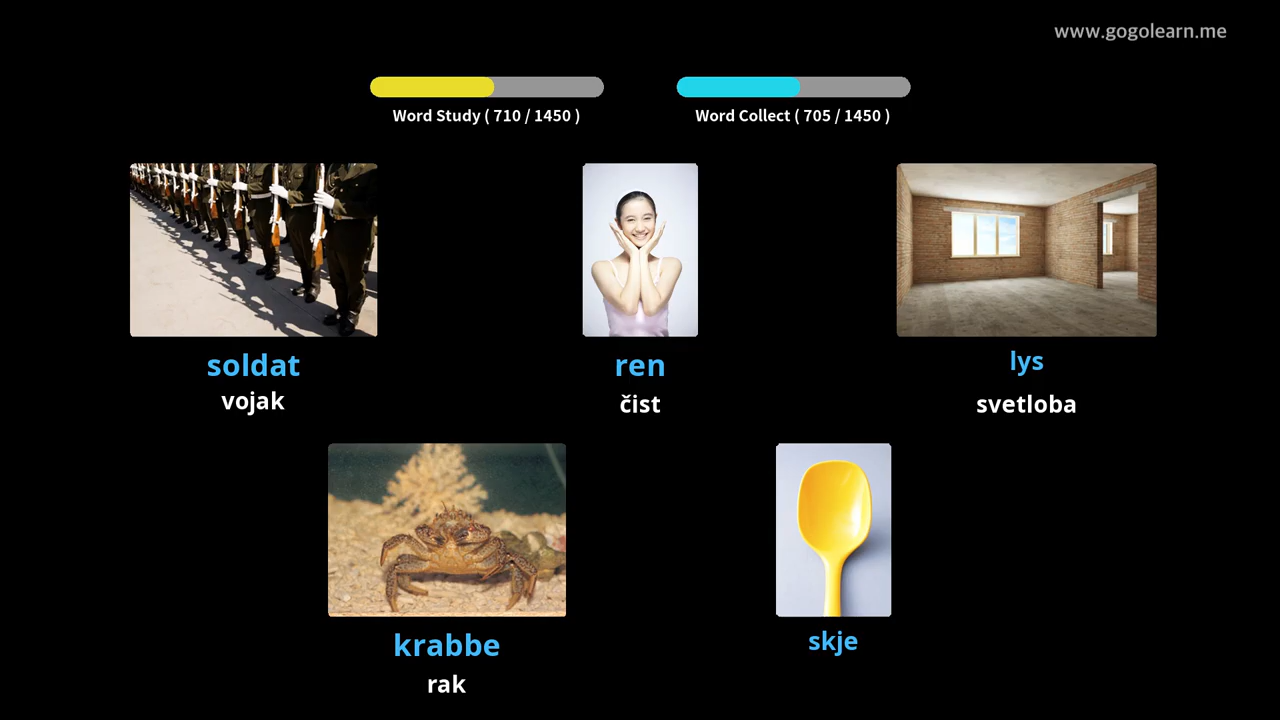 www.gogolearn.me
Word Study ( 710 / 1450 )
Word Collect ( 705 / 1450 )
soldat
vojak
ren
čist
lys
svetloba
krabbe
rak
skje